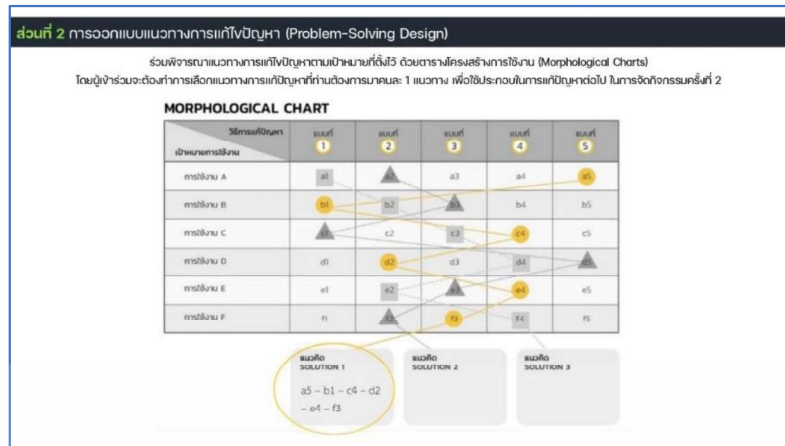 ส่วนที่ 2 การออกแบบแนวทางการแก้ไขปัญหา (Problem-Solving Design)
ร่วมพิจารณาแนวทางการแก้ไขปัญหาตามเป้าหมายที่ตั้งไว้ ด้วยตารางโครงสร้างการใช้งาน (Morphological Charts)
โดยผู้เข้าร่วมจะต้องทำการเลือกแนวทางการแก้ปัญหาที่ท่านต้องการมาคนละ 1 แนวทาง เพื่อใช้ประกอบในการแก้ปัญหาต่อไป ในการจัดกิจกรรมครั้งที่ 2
MORPHOLOGICAL CHART
วิธีการแก้ปัญหา
เป้าหมายการใช้งาน
แบบที่ 1 แบบที่ 2 แบบที่ 3 แบบที่ 4 แบบที่ 5
การใช้งาน A a1 a2 a3 a4 a5
การใช้งาน B b1 b2 b3 b4 b5
การใช้งาน C c1 c2 c3 c4 c5
การใช้งาน D d1 d2 d3 d4 d5
การใช้งาน E e1 e2 e3 e4 e5
การใช้งาน F f1 f2 f3 f4 f5
แนวคิด
SOLUTION 1
a5 – b1 – c4 – d2
– e4 – f3
แนวคิด
SOLUTION 2
แนวคิด
SOLUTION 3